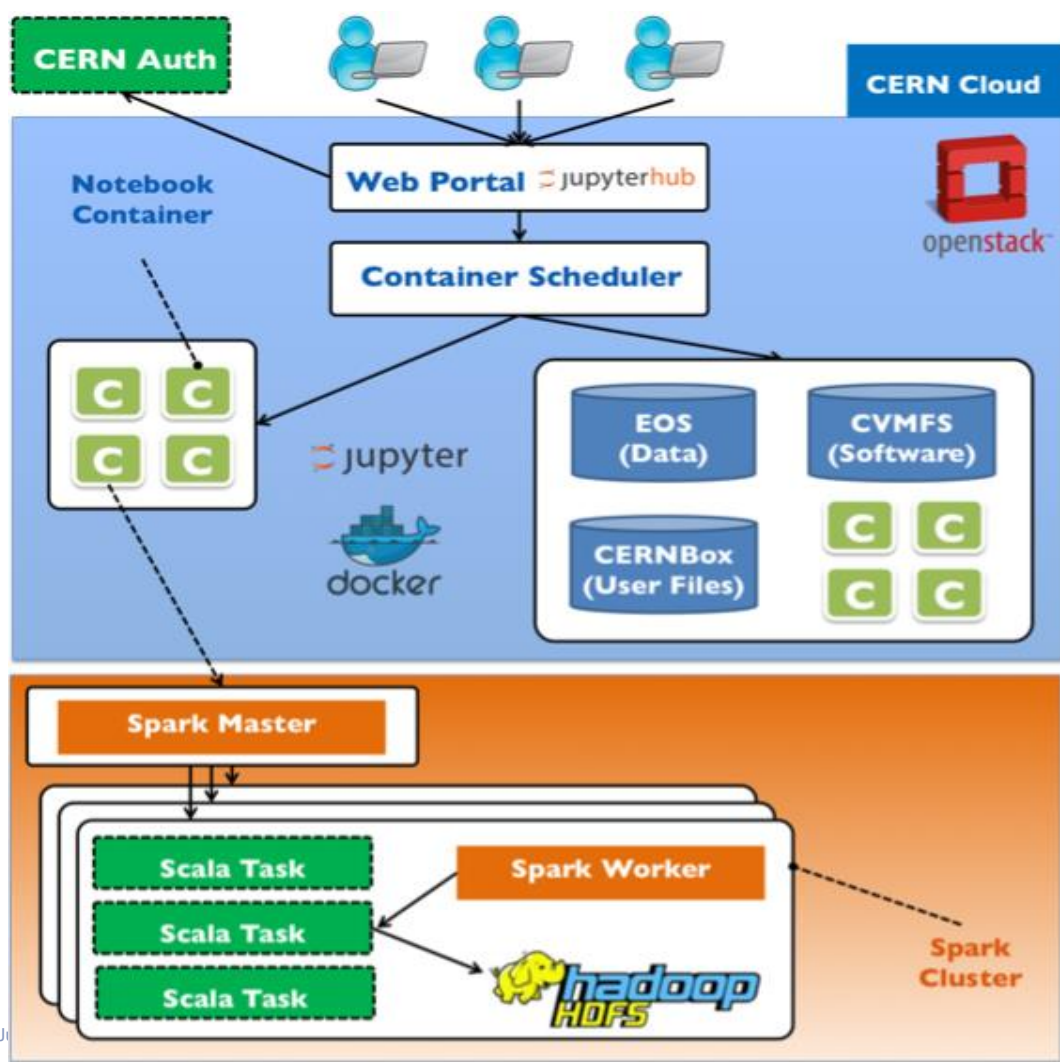 CERN Auth
CERN Cloud
Web Portal jupyterhub
Notebook
Container
openstack
Container Scheduler
C C
C C
EOS
(Data)
CVMFS
(Software)
jupyter
docker
CERNBox
(User Files)
C C
C C
Spark Master
Scala Task
Spark Worker
Scala Task
Scala Task
hadoop
HDFS
Spark
Cluster